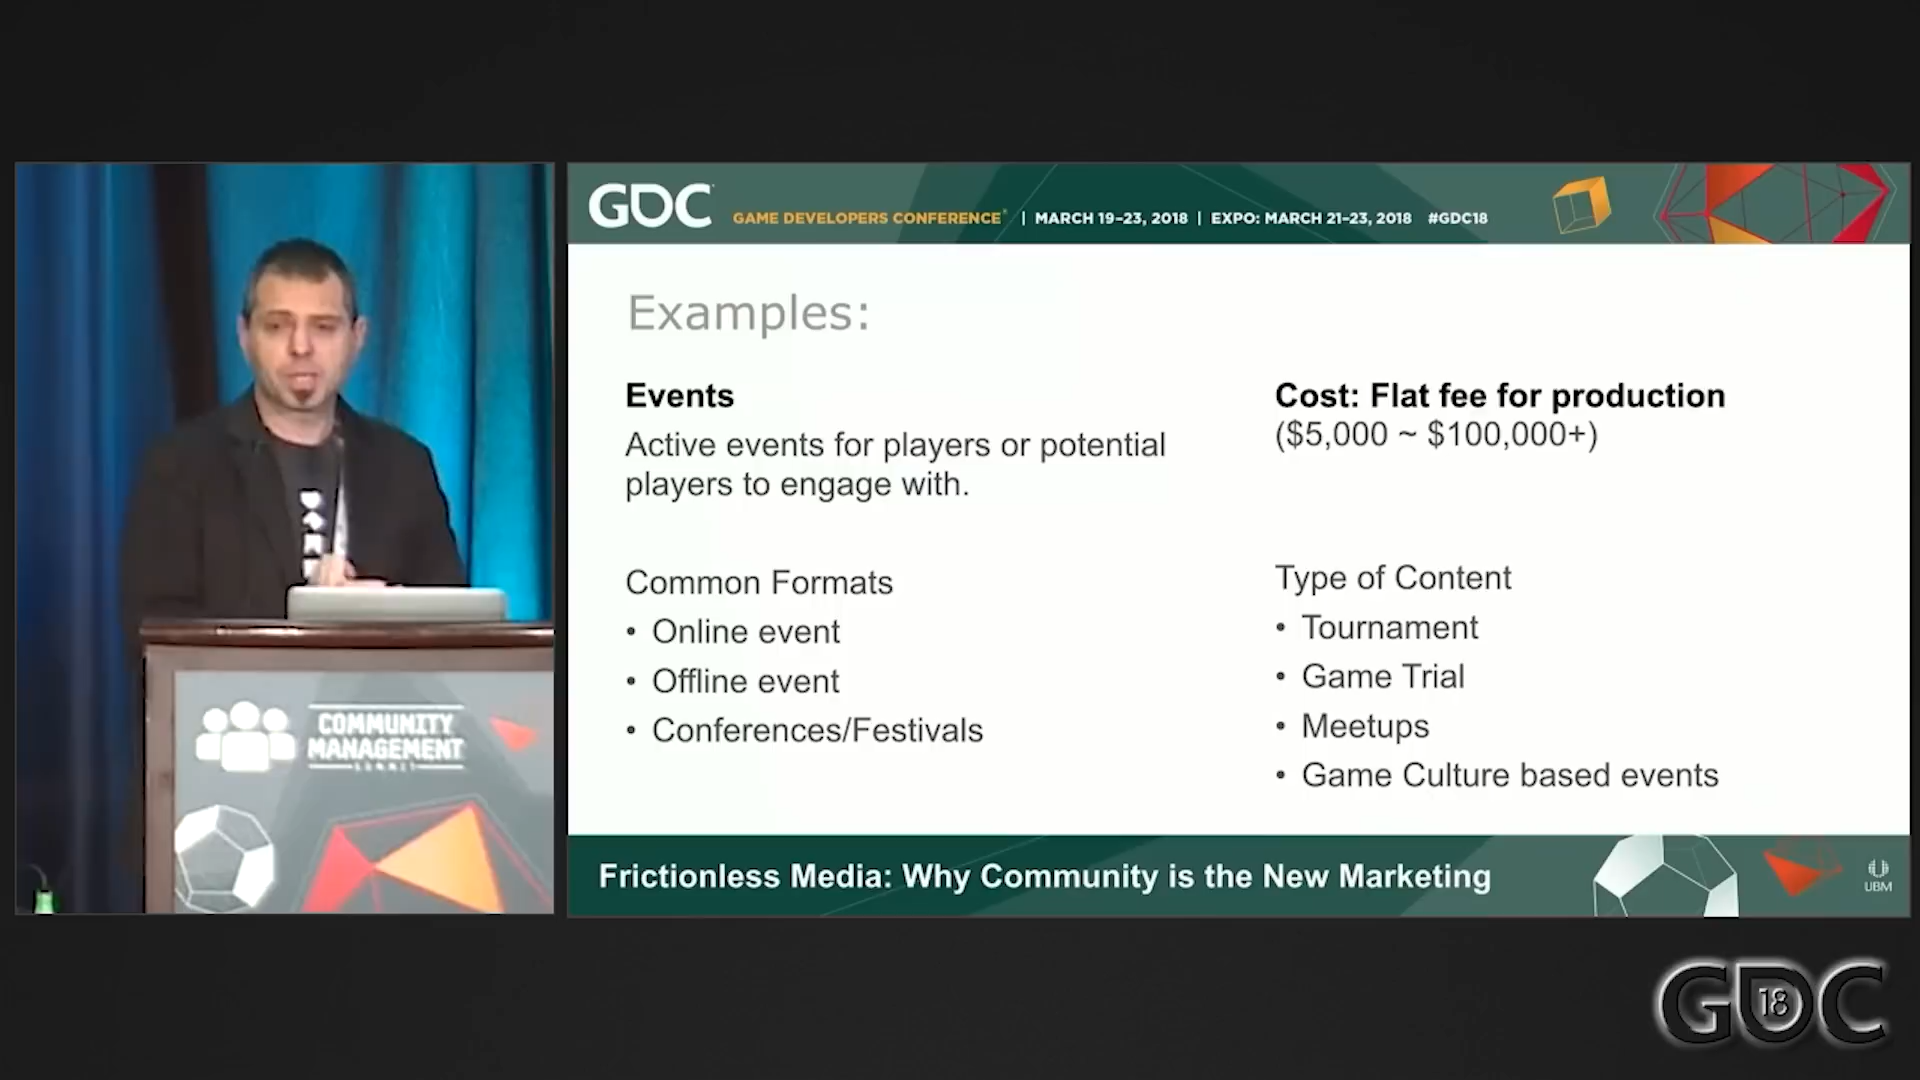 GDC
GAME DEVELOPERS CONFERENCE® | MARCH 19–23, 2018 | EXPO: MARCH 21–23, 2018 #GDC18
Examples:
Events
Active events for players or potential
players to engage with.
Common Formats
• Online event
• Offline event
• Conferences/Festivals
Cost: Flat fee for production
($5,000 ~ $100,000+)
Type of Content
• Tournament
• Game Trial
• Meetups
• Game Culture based events
Frictionless Media: Why Community is the New Marketing
UBM
COMMUNITY
MANAGEMENT
SUMMIT
GDC
18